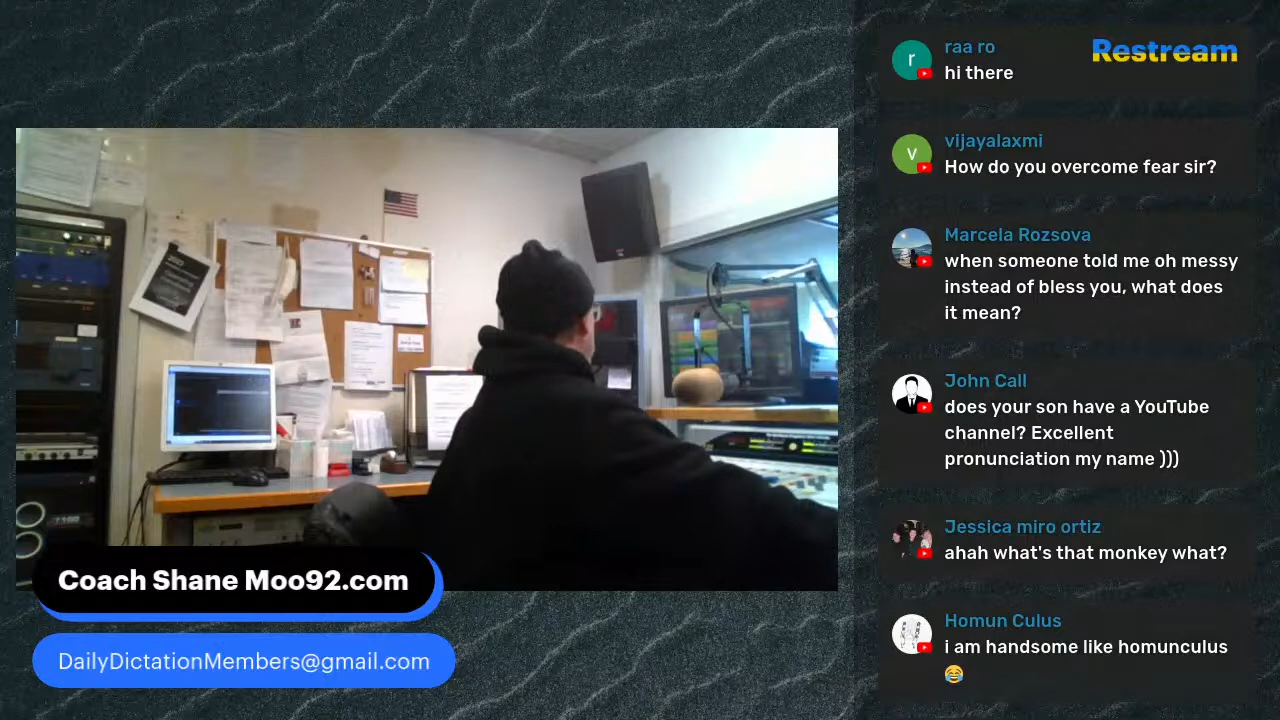 Restream
raa ro
hi there
vijayalaxmi
How do you overcome fear sir?
Marcela Rozsova
when someone told me oh messy
instead of bless you, what does
it mean?
John Call
does your son have a YouTube
channel? Excellent
pronunciation my name )))
Jessica miro ortiz
ahah what's that monkey what?
Homun Culus
i am handsome like homunculus
😂
Coach Shane Moo92.com
DailyDictationMembers@gmail.com